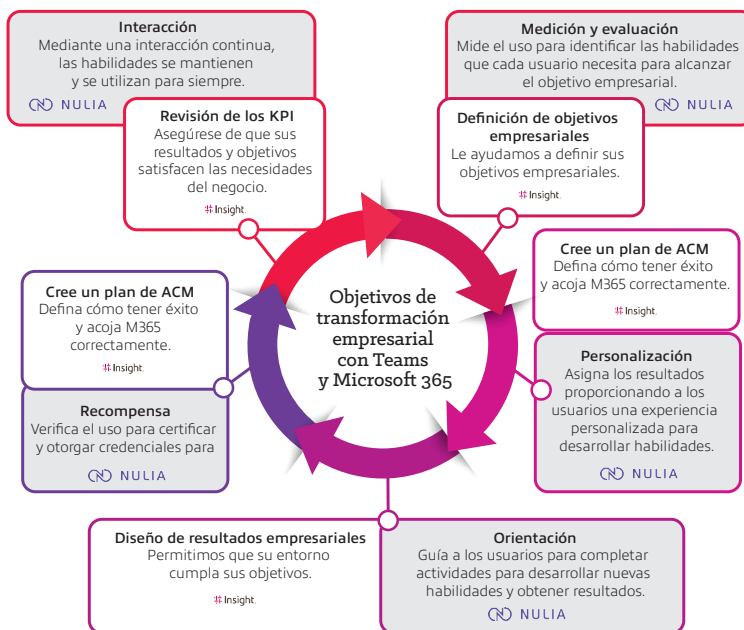 Interacción
Mediante una interacción continua,
las habilidades se mantienen
y se utilizan para siempre.
NULIA
Revisión de los KPI
Asegúrese de que sus
resultados y objetivos
satisfacen las necesidades
del negocio.
Insight.
Medición y evaluación
Mide el uso para identificar las habilidades
que cada usuario necesita para alcanzar
el objetivo empresarial.
NULIA
Definición de objetivos
empresariales
Le ayudamos a definir sus
objetivos empresariales.
Insight.
Cree un plan de ACM
Defina cómo tener éxito
y acoja M365 correctamente.
Insight.
Personalización
Asigna los resultados
proporcionando a los
usuarios una experiencia
personalizada para
desarrollar habilidades.
NULIA
Objetivos de
transformación
empresarial
con Teams
y Microsoft 365
Cree un plan de ACM
Defina cómo tener éxito
y acoja M365
correctamente.
Insight.
Recompensa
Verifica el uso para certificar
y otorgar credenciales para
NULIA
Diseño de resultados empresariales
Permitimos que su entorno
cumpla sus objetivos.
Insight.
Orientación
Guía a los usuarios para completar
actividades para desarrollar nuevas
habilidades y obtener resultados.
NULIA